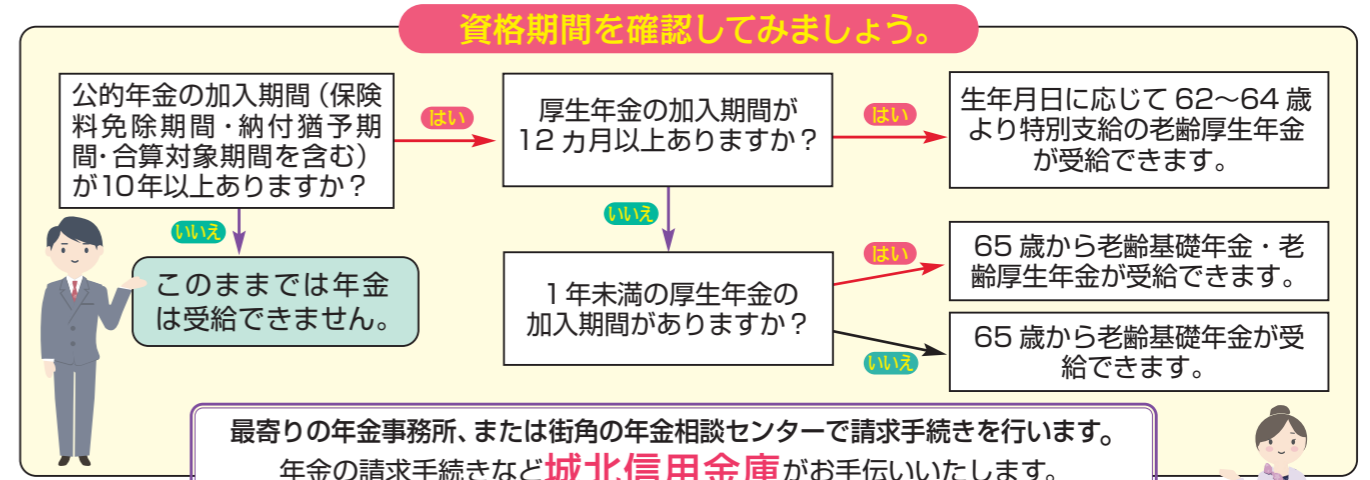 資格期間を確認してみましょう。
公的年金の加入期間（保険
料免除期間・納付猶予期
間・合算対象期間を含む）
が10年以上ありますか？
はい
厚生年金の加入期間が
12 カ月以上ありますか？
はい
生年月日に応じて 62～64 歳
より特別支給の老齢厚生年金
が受給できます。
いいえ
このままでは年金
は受給できません。
いいえ
1年未満の厚生年金の
加入期間がありますか？
はい
65 歳から老齢基礎年金・老
齢厚生年金が受給できます。
いいえ
65 歳から老齢基礎年金が受
給できます。
最寄りの年金事務所、または街角の年金相談センターで請求手続きを行います。
年金の請求手続きなど城北信用金庫がお手伝いいたします。